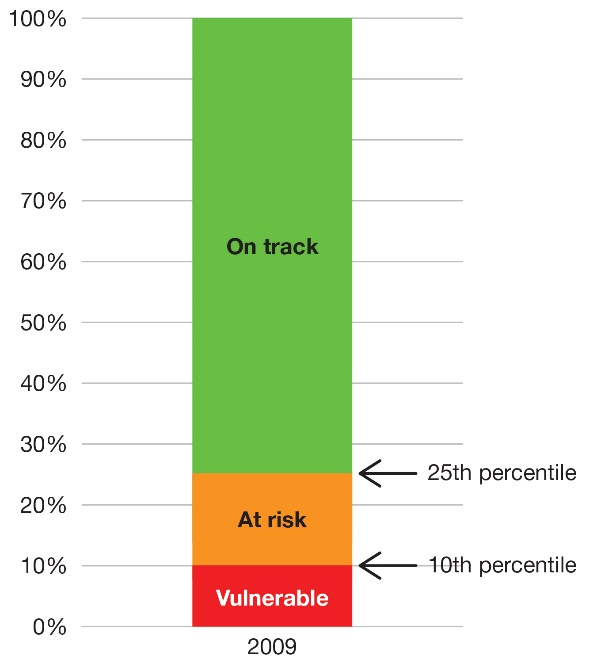 100%
90%
80%
70%
60%
On track
50%
40%
30%
25th percentile
20%
At risk
10%
10th percentile
Vulnerable
0%
2009